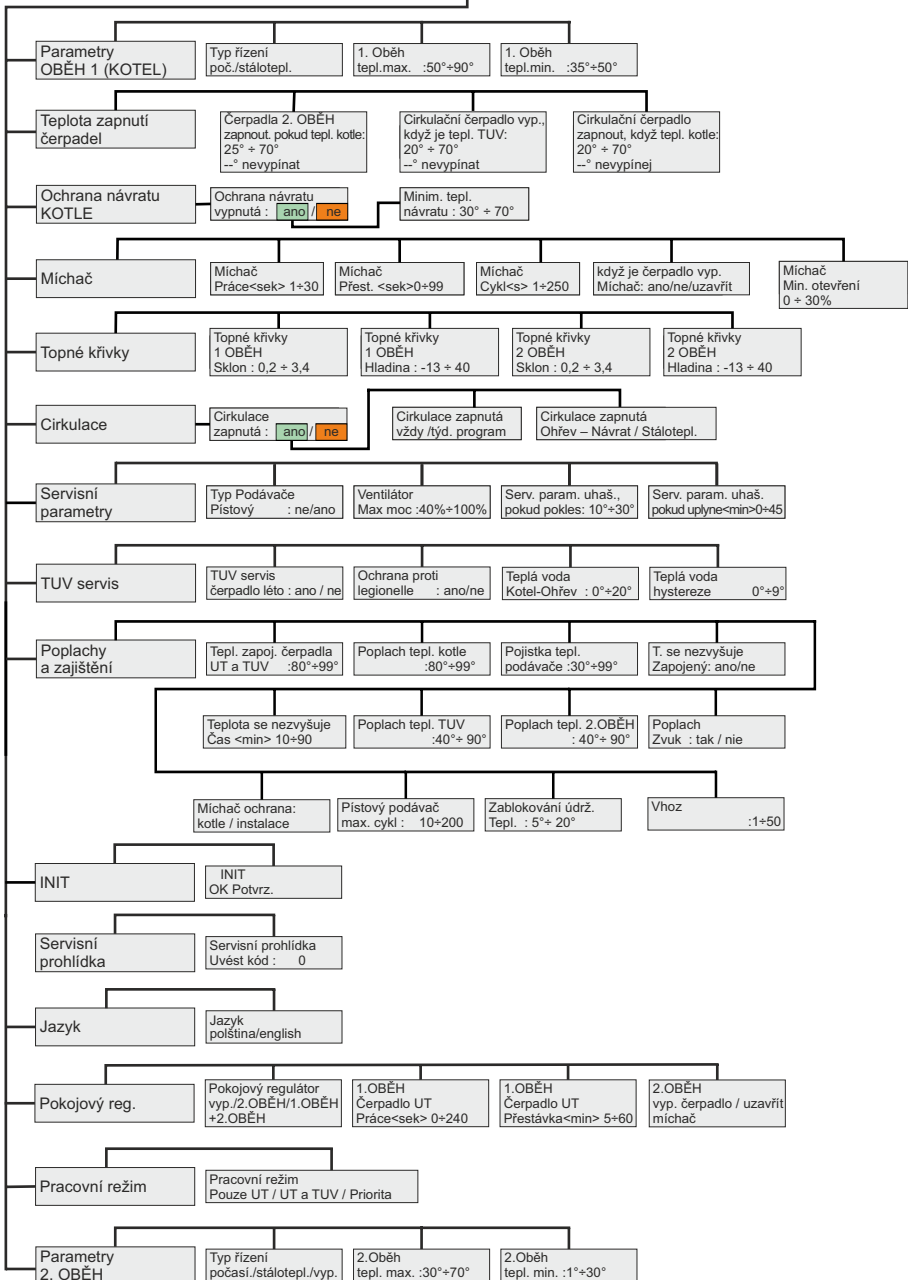 Parametry
OBĚH 1 (KOTEL)
Typ řízení
poč./stálotepl.
1. Oběh
tepl.max. :50°÷90°
1. Oběh
tepl.min. :35°÷50°
Teplota zapnutí
čerpadel
Čerpadla 2. OBĚH
zapnout. pokud tepl. kotle:
25° ÷ 70°
--° nevypínat
Cirkulační čerpadlo vyp.,
když je tepl. TUV:
20° ÷ 70°
--° nevypínat
Cirkulační čerpadlo
zapnout, když tepl. kotle:
20° ÷ 70°
--° nevypínej
Ochrana návratu
KOTLE
Ochrana návratu
vypnutá : ano / ne
Minim. tepl.
návratu : 30° ÷ 70°
Míchač
Míchač
Práce<sek> 1÷30
Míchač
Přest. <sek>0÷99
Míchač
Cykl<s> 1÷250
když je čerpadlo vyp.
Míchač: ano/ne/uzavřít
Míchač
Min. otevření
0 ÷ 30%
Topné křivky
Topné křivky
1 OBĚH
Sklon : 0,2 ÷ 3,4
Topné křivky
1 OBĚH
Hladina : -13 ÷ 40
Topné křivky
2 OBĚH
Sklon : 0,2 ÷ 3,4
Topné křivky
2 OBĚH
Hladina : -13 ÷ 40
Cirkulace
Cirkulace
zapnutá : ano / ne
Cirkulace zapnutá
vždy /týd. program
Cirkulace zapnutá
Ohřev – Návrat / Stálotepl.
Servisní
parametry
Typ Podávače
Pístový : ne/ano
Ventilátor
Max moc :40%÷100%
Serv. param. uhaš.,
pokud pokles: 10°÷30°
Serv. param. uhaš.
pokud uplyne<min>0÷45
TUV servis
TUV servis
čerpadlo léto : ano / ne
Ochrana proti
legionelle : ano/ne
Teplá voda
Kotel-Ohřev : 0°÷20°
Teplá voda
hystereze 0°÷9°
Poplachy
a zajištění
Tepl. zapoj. čerpadla
UT a TUV :80°÷99°
Poplach tepl. kotle
:80°÷99°
Pojistka tepl.
podávače :30°÷99°
T. se nezvyšuje
Zapojený: ano/ne
Teplota se nezvyšuje
Čas <min> 10÷90
Poplach tepl. TUV
:40°÷ 90°
Poplach tepl. 2.OBĚH
: 40°÷ 90°
Poplach
Zvuk : tak / nie
Míchač ochrana:
kotle / instalace
Pístový podávač
max. cykl : 10÷200
Zablokování údrž.
Tepl. : 5°÷ 20°
Vhoz
:1÷50
INIT
INIT
OK Potvrz.
Servisní
prohlídka
Servisní prohlídka
Uvést kód : 0
Jazyk
Jazyk
polština/english
Pokojový reg.
Pokojový regulátor
vyp./2.OBĚH/1.OBĚH
+2.OBĚH
1.OBĚH
Čerpadlo UT
Práce<sek> 0÷240
1.OBĚH
Čerpadlo UT
Přestávka<min> 5÷60
2.OBĚH
vyp. čerpadlo / uzavřít
míchač
Pracovní režim
Pracovní režim
Pouze UT / UT a TUV / Priorita
Parametry
2. OBĚH
Typ řízení
počasí./stálotepl./vyp.
2.Oběh
tepl. max. :30°÷70°
2.Oběh
tepl. min. :1°÷30°